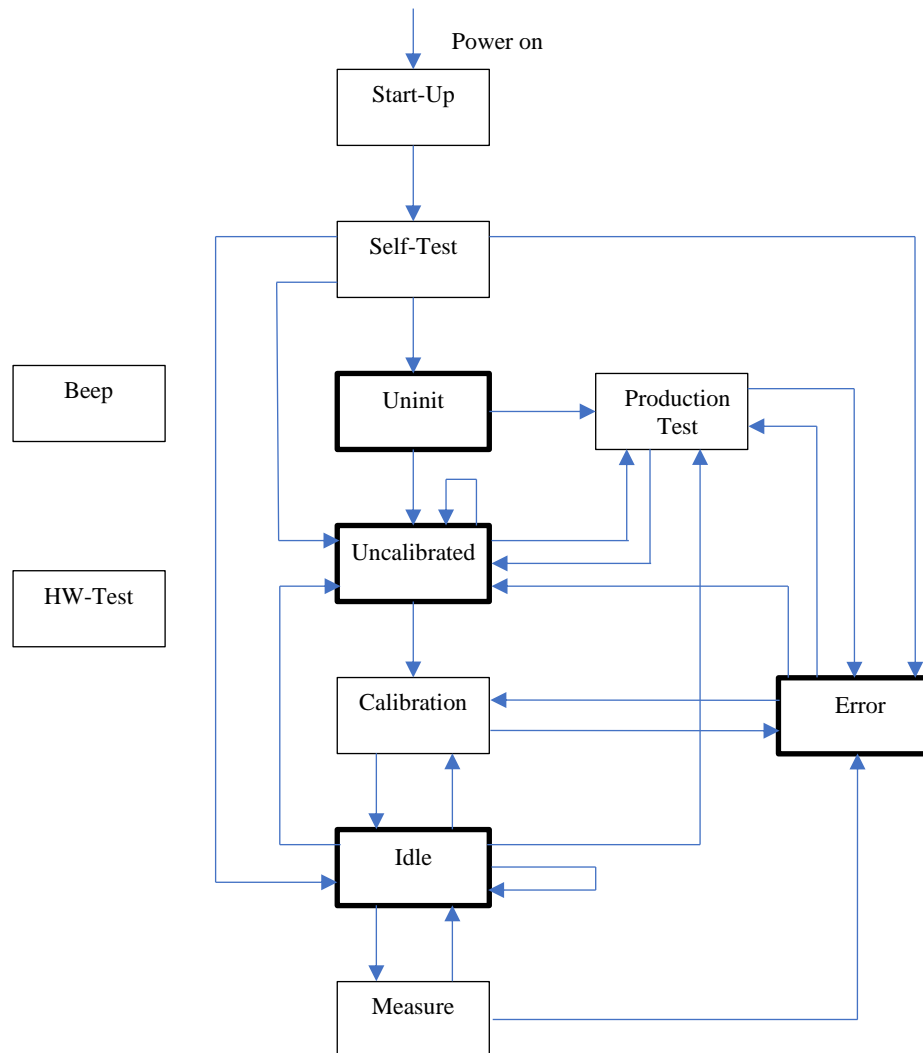 Power on
Start-Up
Self-Test
Beep
Uninit
Production
Test
Uncalibrated
HW-Test
Calibration
Error
Idle
Measure